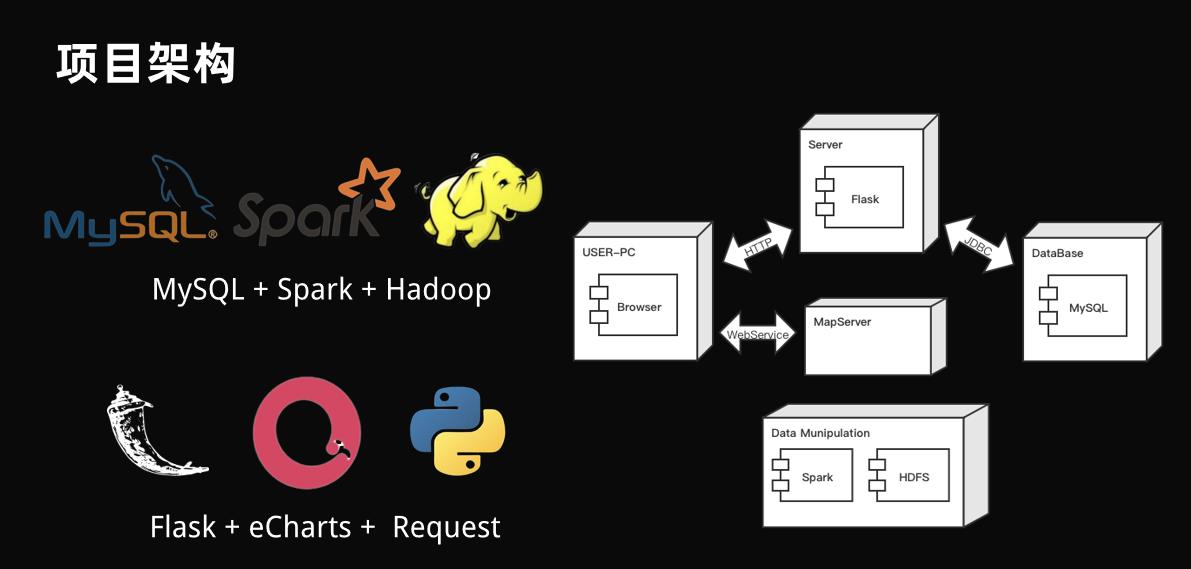 项目架构
MySQL®
Spark
MySQL + Spark + Hadoop
Flask + eCharts + Request
Server
Flask
USER-PC
Browser
HTTP
JDBC
DataBase
MySQL
WebService
MapServer
Data Munipulation
Spark
HDFS